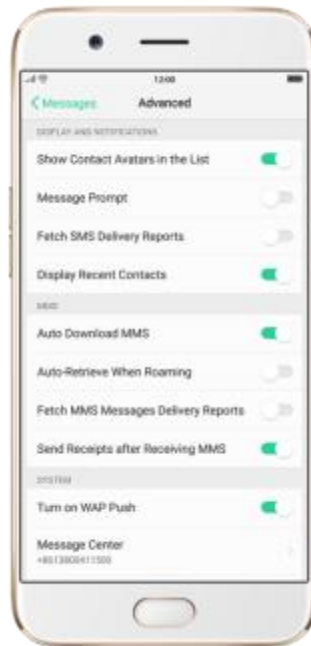 12:00
Messages
Advanced
DISPLAY AND NOTIFICATIONS
Show Contact Avatars in the List
Message Prompt
Fetch SMS Delivery Reports
Display Recent Contacts
MMS
Auto Download MMS
Auto-Retrieve When Roaming
Fetch MMS Messages Delivery Reports
Send Receipts after Receiving MMS
SYSTEM
Turn on WAP Push
Message Center